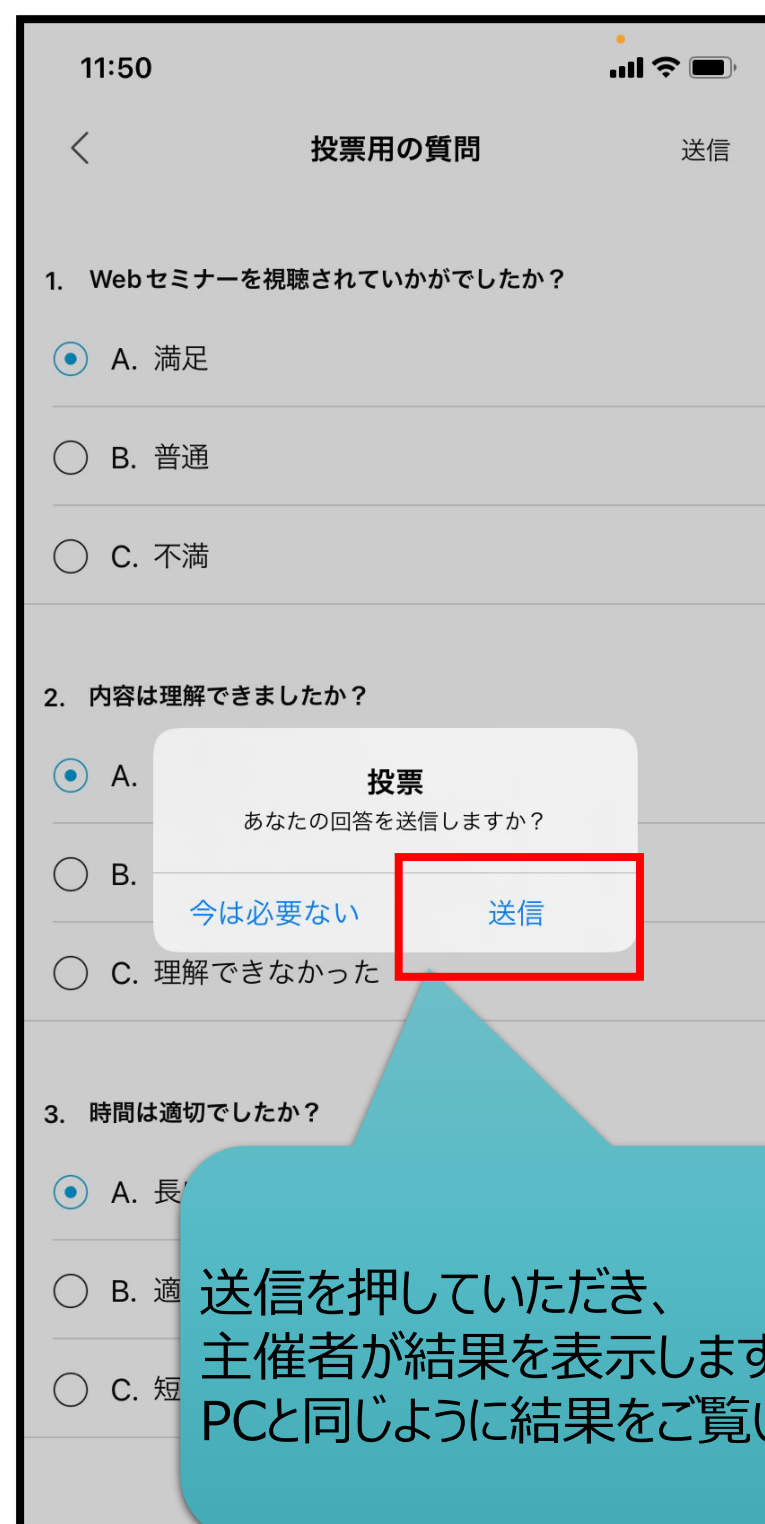 11:50
投票用の質問
送信
1. Webセミナーを視聴されていかがでしたか？
A. 満足
B. 普通
C. 不満
2. 内容は理解できましたか？
A.
投票
あなたの回答を送信しますか？
B.
今は必要ない
送信
C. 理解できなかった
3. 時間は適切でしたか？
A. 長
B. 適
C. 短
送信を押していただき、
主催者が結果を表示します
PCと同じように結果をご覧